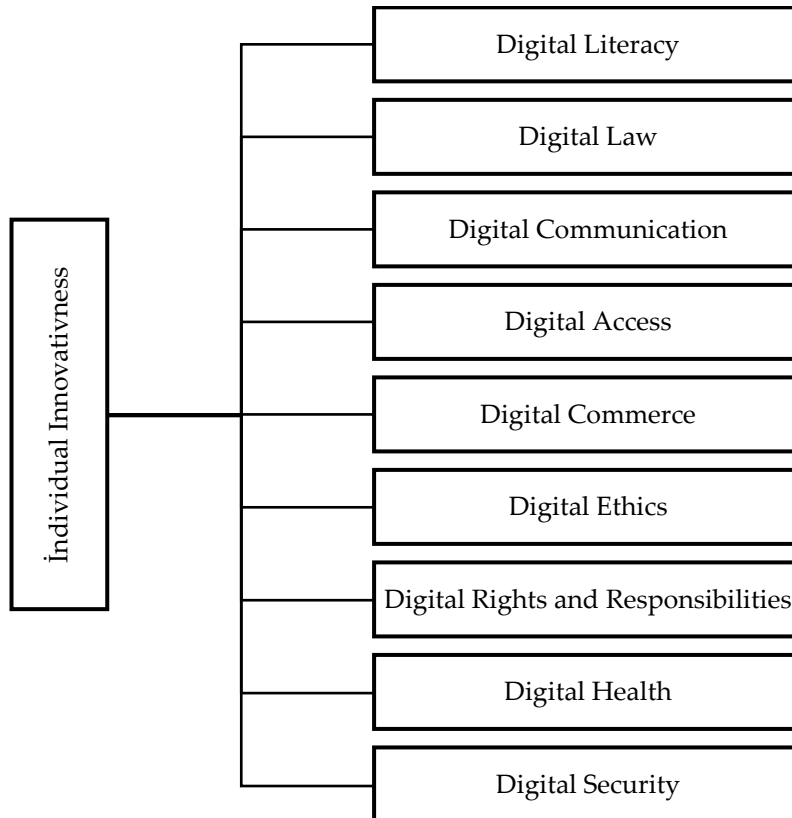 Digital Literacy
Digital Law
Digital Communication
Digital Access
İndividual Innovativness
Digital Commerce
Digital Ethics
Digital Rights and Responsibilities
Digital Health
Digital Security